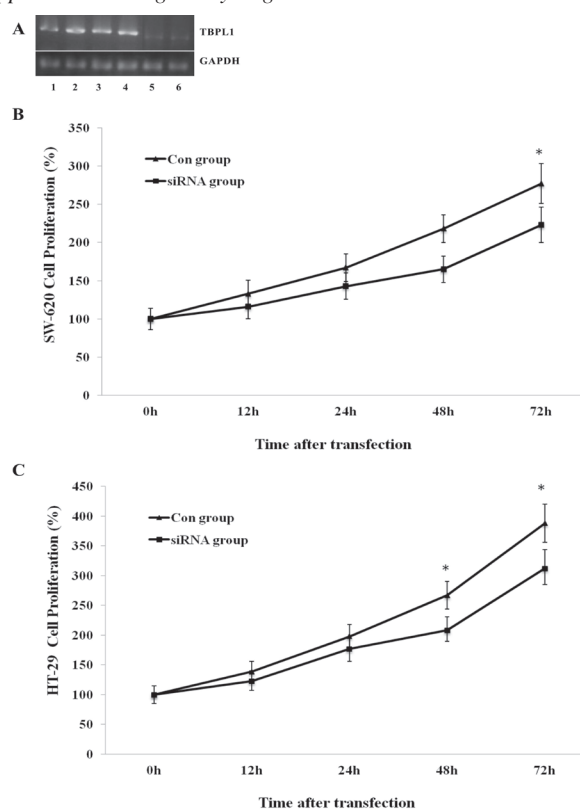 A
TBPL1
GAPDH
1 2 3 4 5 6
B
350
300
250
200
150
100
50
0
SW-620 Cell Proliferation (%)
Con group
siRNA group
*
0h 12h 24h 48h 72h
Time after transfection
C
450
400
350
300
250
200
150
100
50
0
HT-29 Cell Proliferation (%)
Con group
siRNA group
*
*
0h 12h 24h 48h 72h
Time after transfection